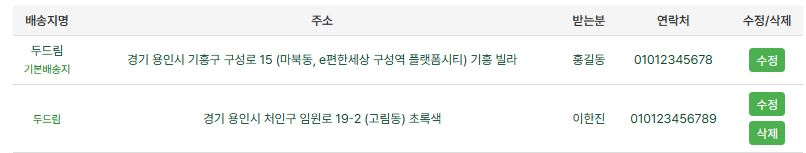 배송지명 주소 받는분 연락처 수정/삭제
두드림
기본배송지
경기 용인시 기흥구 구성로 15 (마북동, e편한세상 구성역 플랫폼시티) 기흥 빌라 홍길동 01012345678 수정
두드림 경기 용인시 처인구 임원로 19-2 (고림동) 초록색 이한진 010123456789 수정
삭제